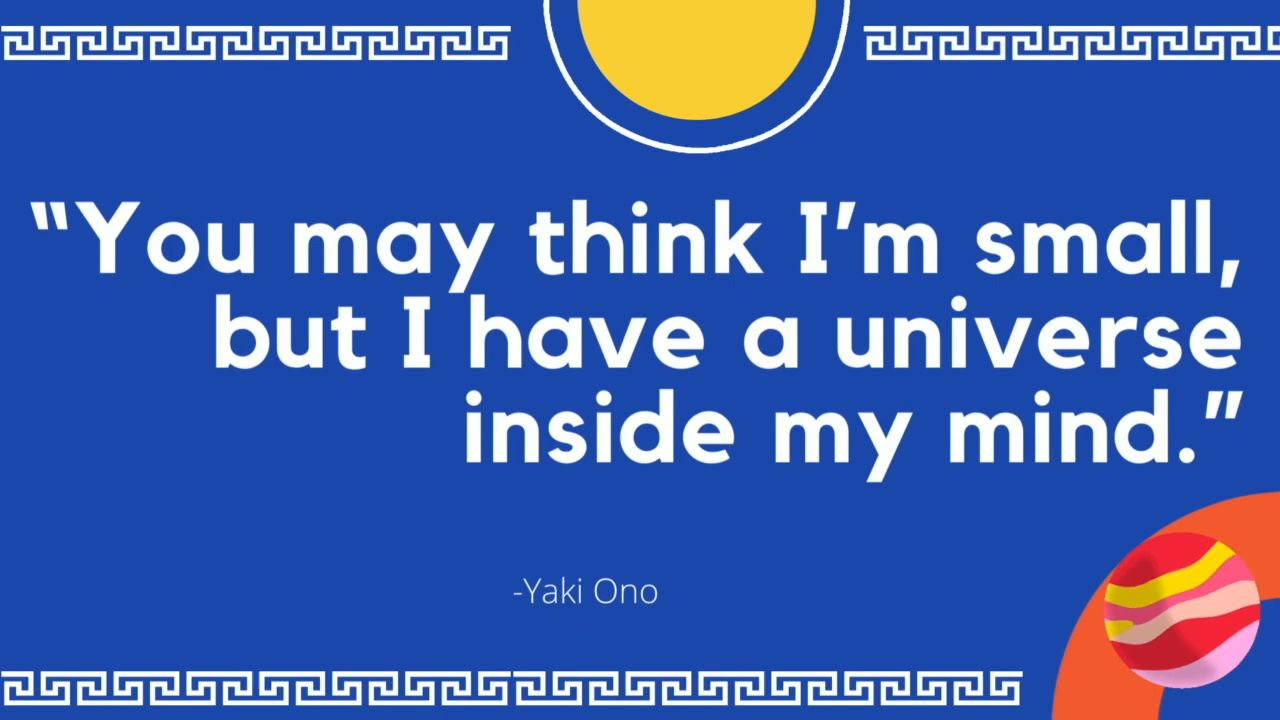 “You may think I’m small,
but I have a universe
inside my mind.”
-Yaki Ono